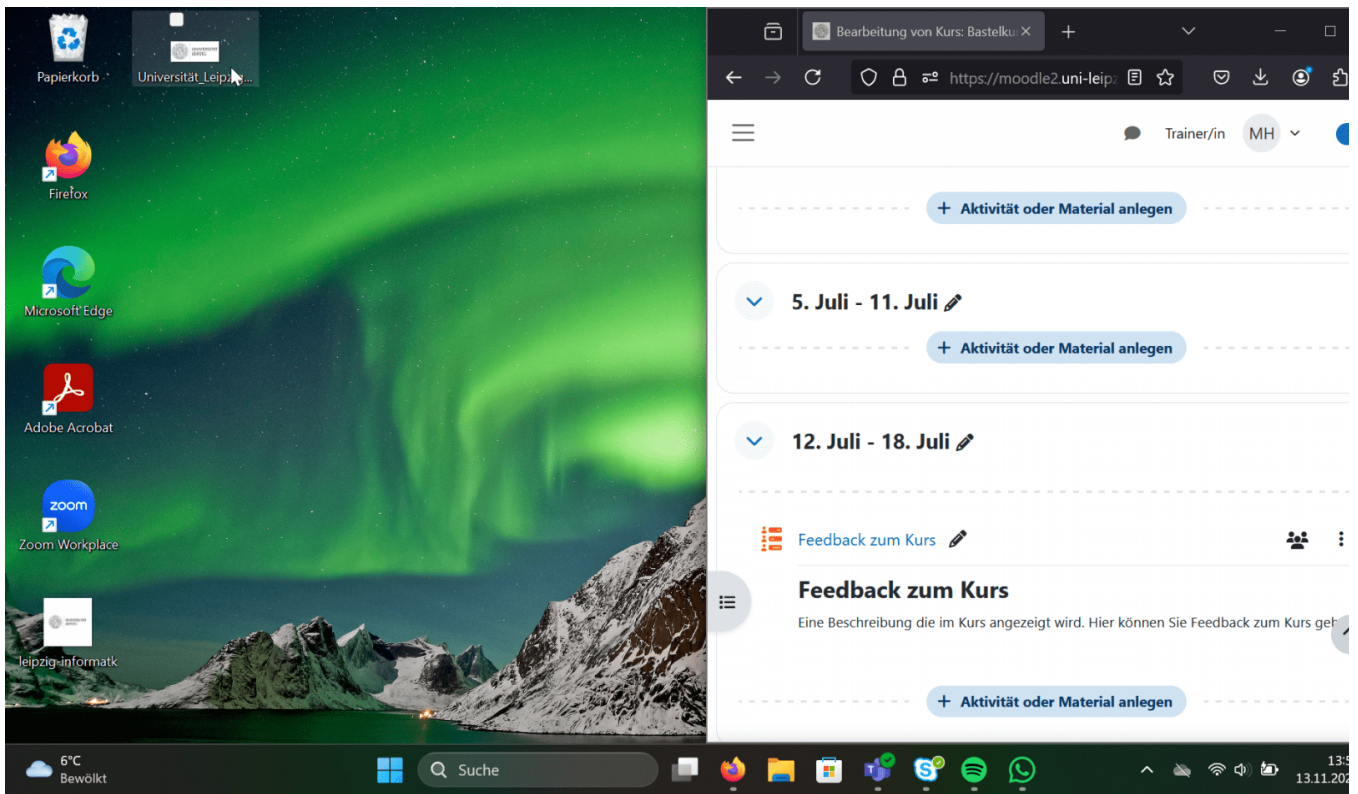 Papierkorb
Universität_Leipzig...
Firefox
Microsoft Edge
Adobe Acrobat
zoom
Zoom Workplace
leipzig-informatk
Bearbeitung von Kurs: Bastelku
https://moodle2.uni-leipz
Trainer/in MH
+ Aktivität oder Material anlegen
5. Juli - 11. Juli
+ Aktivität oder Material anlegen
12. Juli - 18. Juli
Feedback zum Kurs
Feedback zum Kurs
Eine Beschreibung die im Kurs angezeigt wird. Hier können Sie Feedback zum Kurs geb
+ Aktivität oder Material anlegen
6°C
Bewölkt
Suche
13:5
13.11.202